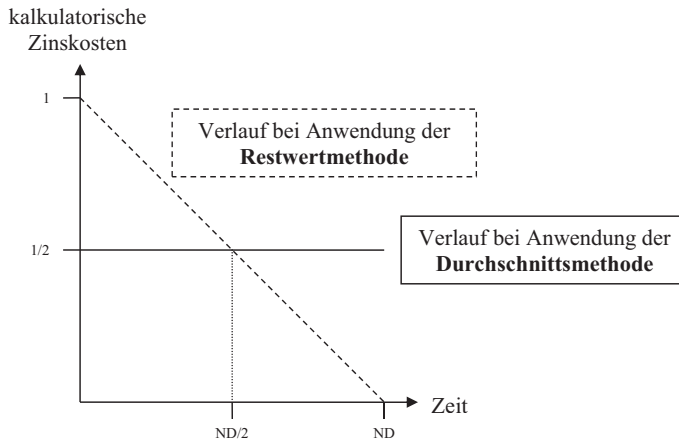 kalkulatorische
Zinskosten
1
Verlauf bei Anwendung der
Restwertmethode
1/2
Verlauf bei Anwendung der
Durchschnittsmethode
Zeit
ND/2
ND